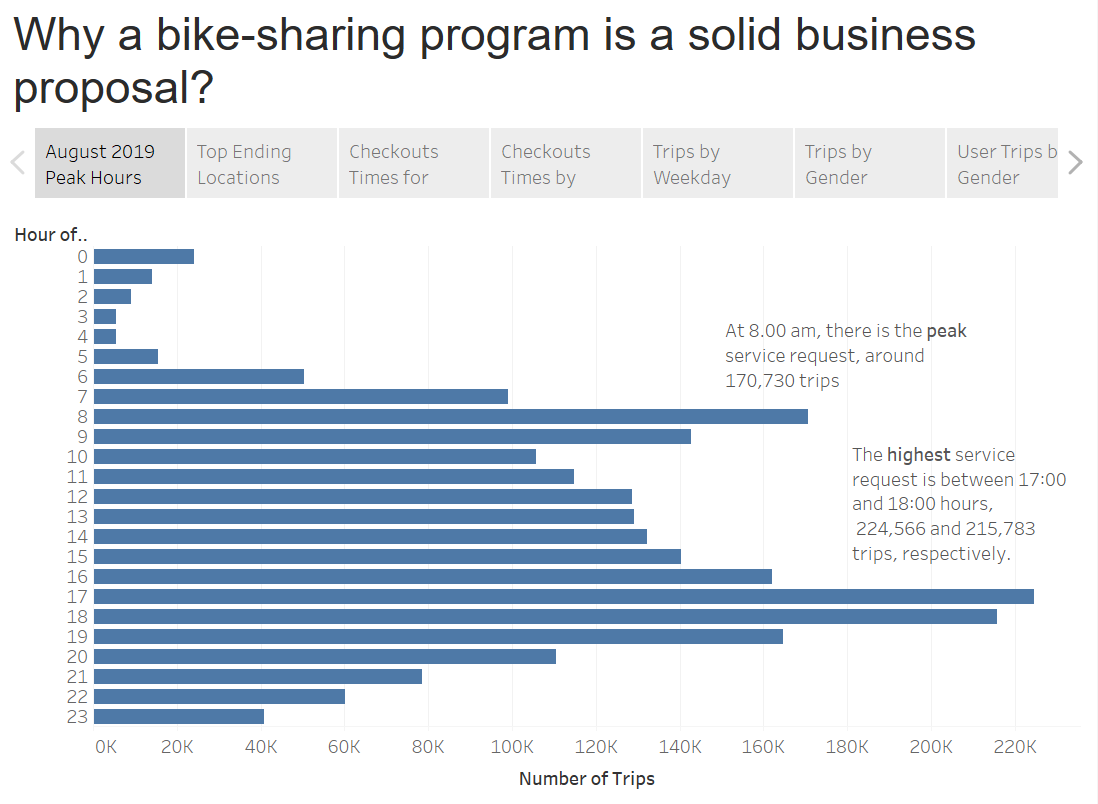 Why a bike-sharing program is a solid business
proposal?
August 2019
Peak Hours
Top Ending
Locations
Checkouts
Times for
Checkouts
Times by
Trips by
Weekday
Trips by
Gender
User Trips b
Gender
Hour of..
0
1
2
3
4
5
6
7
8
9
10
11
12
13
14
15
16
17
18
19
20
21
22
23
At 8.00 am, there is the peak
service request, around
170,730 trips
The highest service
request is between 17:00
and 18:00 hours,
224,566 and 215,783
trips, respectively.
0K 20K 40K 60K 80K 100K 120K 140K 160K 180K 200K 220K
Number of Trips